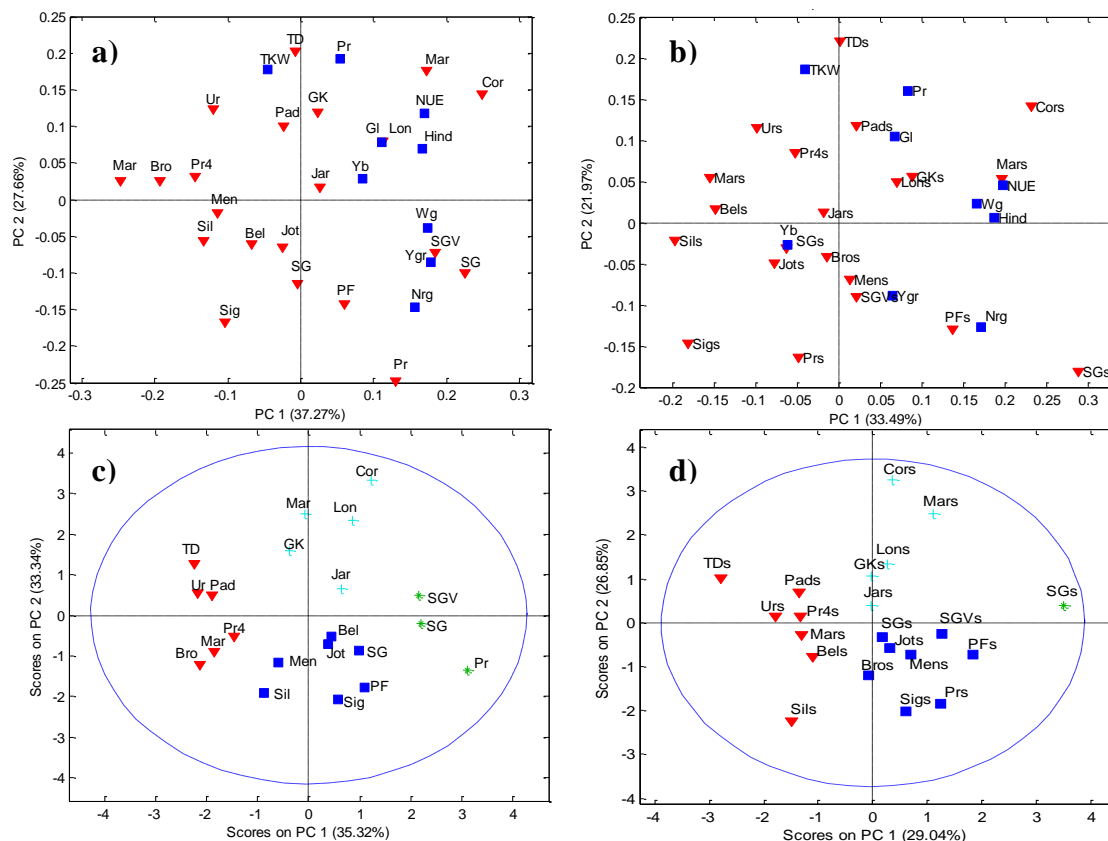 a)
0.25
0.2
0.15
0.1
0.05
0
-0.05
-0.1
-0.15
-0.2
-0.25
PC 2 (27.66%)
TD
Pr
TKW
Mar
Cor
Ur
GK
NUE
Pad
Gl
Lon
Hind
Mar
Bro
Pr4
Yb
Jar
Men
Sil
Bel
Jot
Wg
SGV
Ygr
SG
SG
PF
Nrg
Sig
Pr
-0.3
-0.2
-0.1
0
0.1
0.2
0.3
PC 1 (37.27%)
b)
0.25
0.2
0.15
0.1
0.05
0
-0.05
-0.1
-0.15
-0.2
PC 2 (21.97%)
TDs
TKW
Pr
Cors
Urs
Pads
Gl
Pr4s
GKs
Mars
Mars
Lons
NUE
Bels
Jars
Wg
Hind
Sils
Yb
SGs
Bros
Jots
Mens
SGVs
Ygr
PFs
Nrg
Sigs
Prs
SGs
-0.2
-0.15
-0.1
-0.05
0
0.05
0.1
0.15
0.2
0.25
0.3
PC 1 (33.49%)
c)
4
3
2
1
0
-1
-2
-3
-4
Scores on PC 2 (33.34%)
Cor
Mar
Lon
GK
TD
Ur Pad
Jar
SGV
SG
Pr4
Mar
Bro
Bel
Jot
SG
Men
Pr
Sil
PF
Sig
-4
-3
-2
-1
0
1
2
3
4
Scores on PC 1 (35.32%)
d)
4
3
2
1
0
-1
-2
-3
-4
Scores on PC 2 (26.85%)
Cors
Mars
Lons
GKs
TDs
Pads
Jars
SGs
Urs
Pr4s
Mars
SGs
SGVs
Bels
Jots
PFs
Bros
Mens
Sigs
Prs
Sils
-4
-3
-2
-1
0
1
2
3
4
Scores on PC 1 (29.04%)